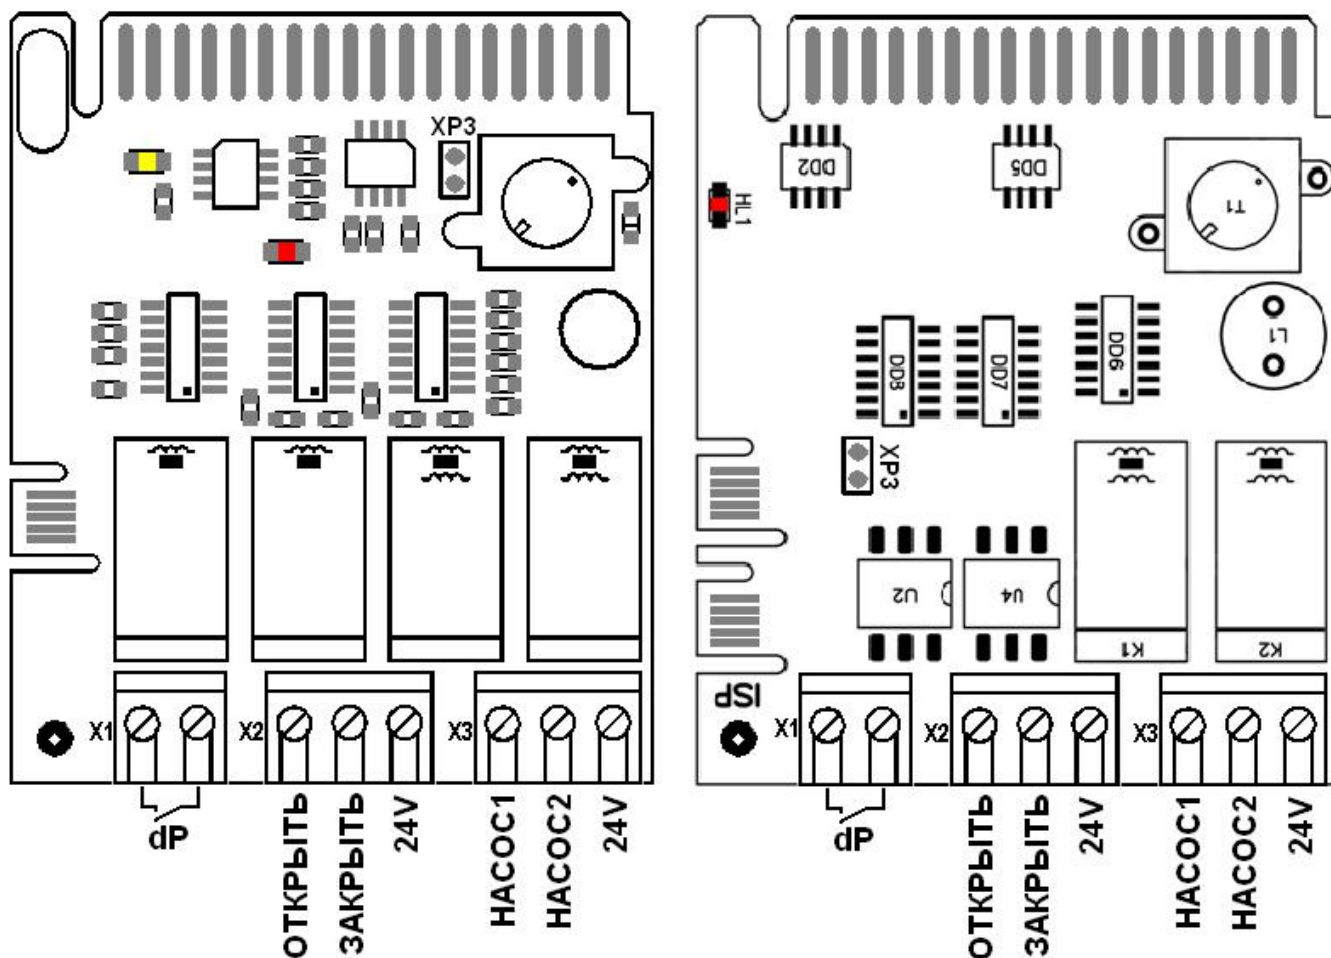 XP3
X1
X2
X3
dP
ОТКРЫТЬ
ЗАКРЫТЬ
24V
НАСОС1
НАСОС2
24V
DD2
DD5
T1
HL1
L1
DD8
DD7
DD6
XP3
U2
U4
K1
K2
ISP
X1
X2
X3
dP
ОТКРЫТЬ
ЗАКРЫТЬ
24V
НАСОС1
НАСОС2
24V